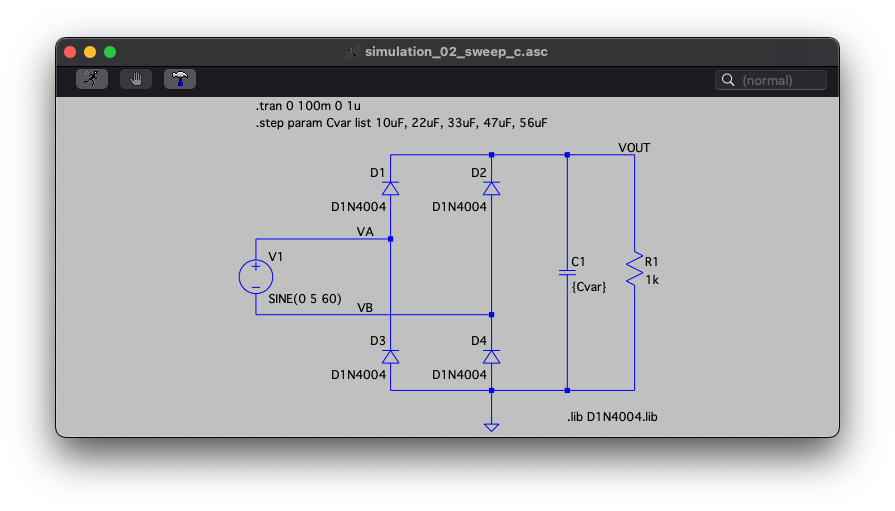 simulation_02_sweep_c.asc
(normal)
.tran 0 100m 0 1u
.step param Cvar list 10uF, 22uF, 33uF, 47uF, 56uF
VOUT
D1
D2
D1N4004
D1N4004
VA
V1
C1
R1
{Cvar}
1k
SINE(0 5 60)
VB
D3
D4
D1N4004
D1N4004
.lib D1N4004.lib